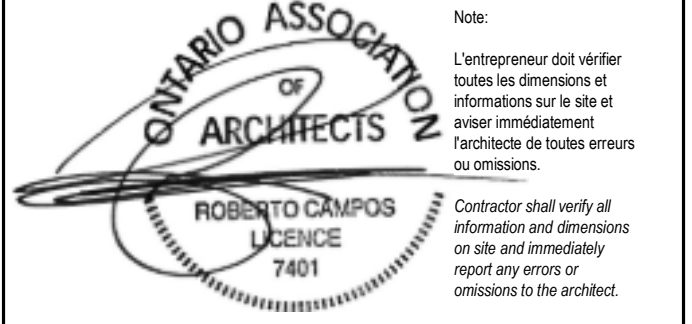 ONTARIO ASSOCIATION
OF
ARCHITECTS
ROBERTO CAMPOS
LICENCE
7401
Note:
L'entrepreneur doit vérifier
toutes les dimensions et
informations sur le site et
aviser immédiatement
l'architecte de toutes erreurs
ou omissions.
Contractor shall verify all
information and dimensions
on site and immediately
report any errors or
omissions to the architect.